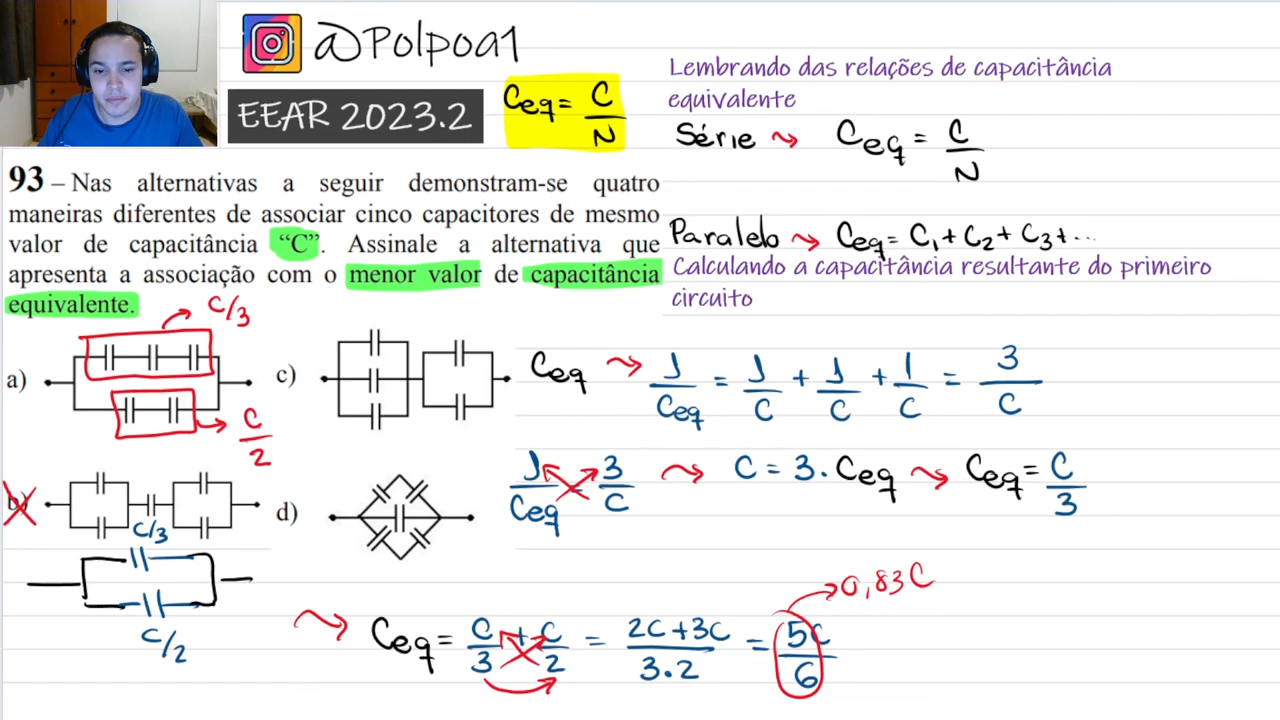 @Polpoa1
EEAR 2023.2
Ceq = C/N
93 – Nas alternativas a seguir demonstram-se quatro
maneiras diferentes de associar cinco capacitores de mesmo
valor de capacitância “C”. Assinale a alternativa que
apresenta a associação com o menor valor de capacitância
equivalente.
C/3
a)
C/2
c)
b)
C/3
d)
C/2
Lembrando das relações de capacitância
equivalente
Série Ceq = C/N
Paralelo Ceq = C1 + C2 + C3 + ...
Calculando a capacitância resultante do primeiro
circuito
Ceq 1/Ceq = 1/C + 1/C + 1/C = 3/C
1/Ceq = 3/C C = 3.Ceq Ceq = C/3
0,83C
Ceq = C/3 + C/2 = 2C+3C/3.2 = 5C/6